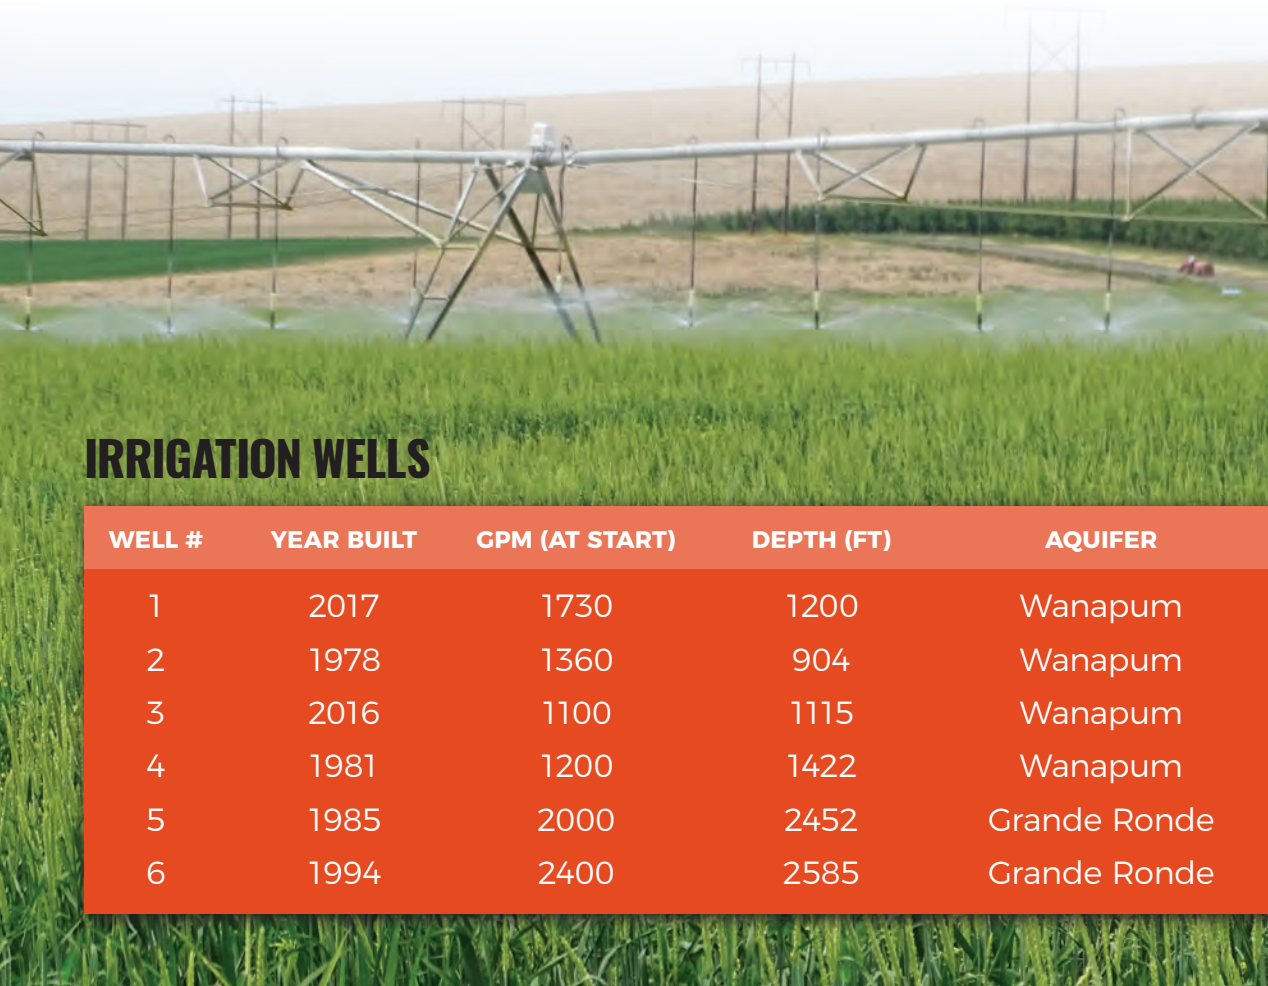 IRRIGATION WELLS
WELL # YEAR BUILT GPM (AT START) DEPTH (FT) AQUIFER
1 2017 1730 1200 Wanapum
2 1978 1360 904 Wanapum
3 2016 1100 1115 Wanapum
4 1981 1200 1422 Wanapum
5 1985 2000 2452 Grande Ronde
6 1994 2400 2585 Grande Ronde